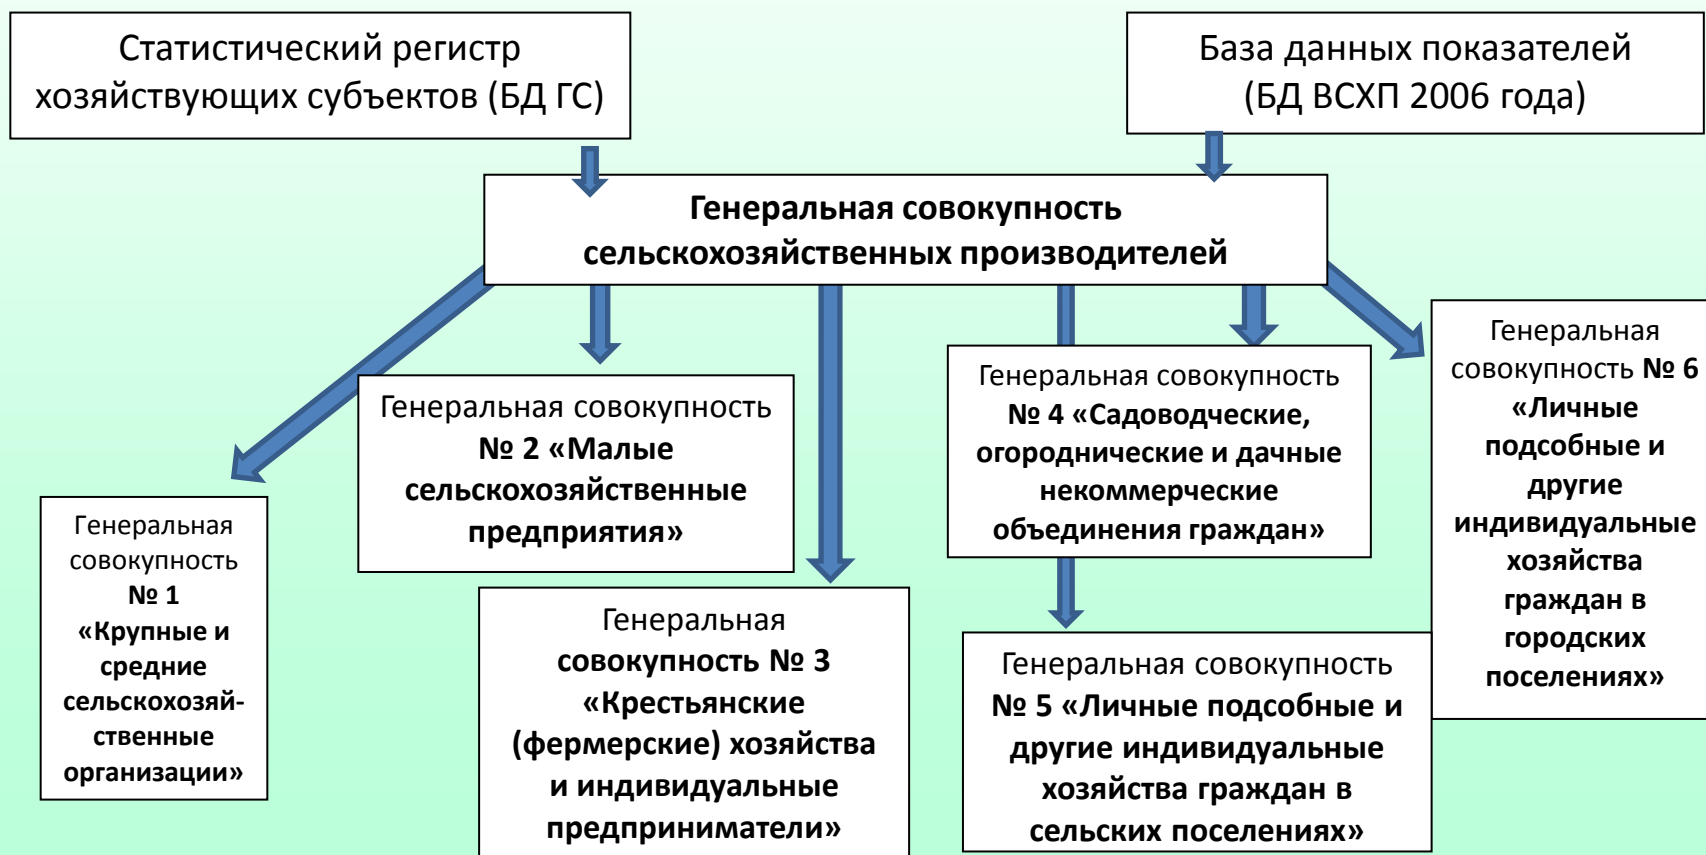 Статистический регистр
хозяйствующих субъектов (БД ГС)
База данных показателей
(БД ВСХП 2006 года)
Генеральная совокупность
сельскохозяйственных производителей
Генеральная
совокупность
№ 1
«Крупные и
средние
сельскохозяй-
ственные
организации»
Генеральная совокупность
№ 2 «Малые
сельскохозяйственные
предприятия»
Генеральная
совокупность № 3
«Крестьянские
(фермерские) хозяйства
и индивидуальные
предприниматели»
Генеральная совокупность
№ 4 «Садоводческие,
огороднические и дачные
некоммерческие
объединения граждан»
Генеральная совокупность
№ 5 «Личные подсобные и
другие индивидуальные
хозяйства граждан в
сельских поселениях»
Генеральная
совокупность № 6
«Личные
подсобные и
другие
индивидуальные
хозяйства
граждан в
городских
поселениях»